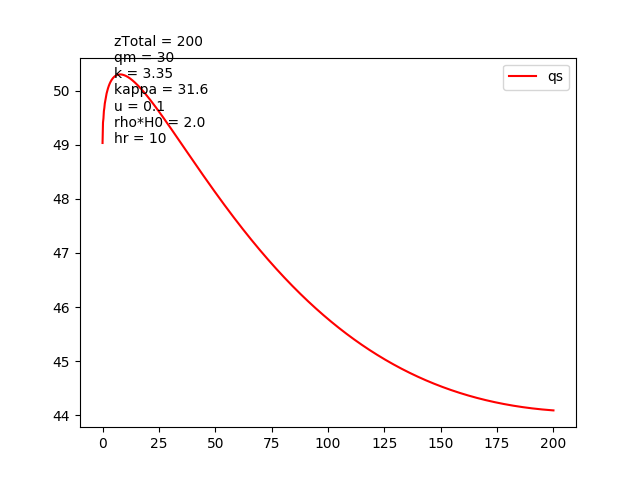 zTotal = 200
qm = 30
k = 3.35
kappa = 31.6
u = 0.1
rho*H0 = 2.0
hr = 10
qs
50
49
48
47
46
45
44
0 25 50 75 100 125 150 175 200